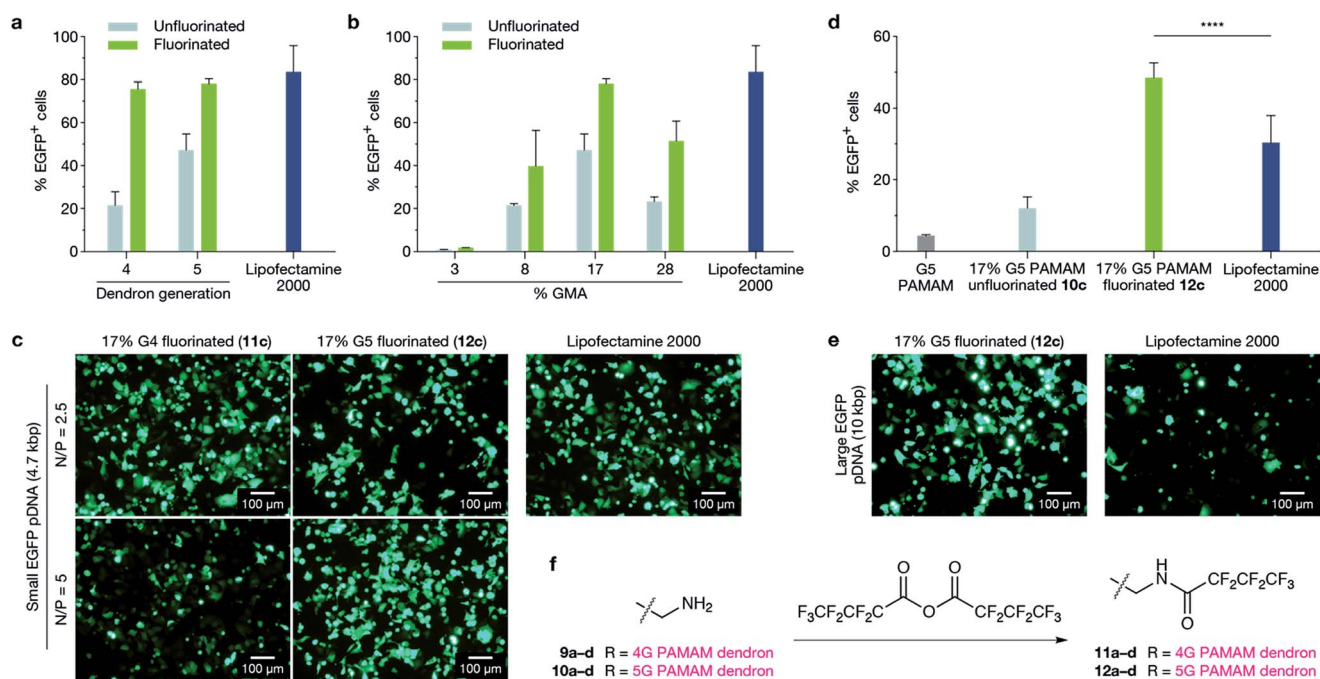 a
Unfluorinated
Fluorinated
% EGFP+ cells
100
80
60
40
20
0
4
5
Dendron generation
Lipofectamine
2000
b
Unfluorinated
Fluorinated
% EGFP+ cells
100
80
60
40
20
0
3
8
17
28
% GMA
Lipofectamine
2000
d
****
% EGFP+ cells
60
40
20
0
G5
PAMAM
17% G5 PAMAM
unfluorinated 10c
17% G5 PAMAM
fluorinated 12c
Lipofectamine
2000
c
17% G4 fluorinated (11c)
17% G5 fluorinated (12c)
Lipofectamine 2000
Small EGFP pDNA (4.7 kbp)
N/P = 2.5
100 µm
100 µm
100 µm
N/P = 5
100 µm
100 µm
e
17% G5 fluorinated (12c)
Lipofectamine 2000
Large EGFP
pDNA (10 kbp)
100 µm
100 µm
f
NH2
9a–d R = 4G PAMAM dendron
10a–d R = 5G PAMAM dendron
O O
F3CF2CF2C O CF2CF2CF3
H
N CF2CF2CF3
O
11a–d R = 4G PAMAM dendron
12a–d R = 5G PAMAM dendron